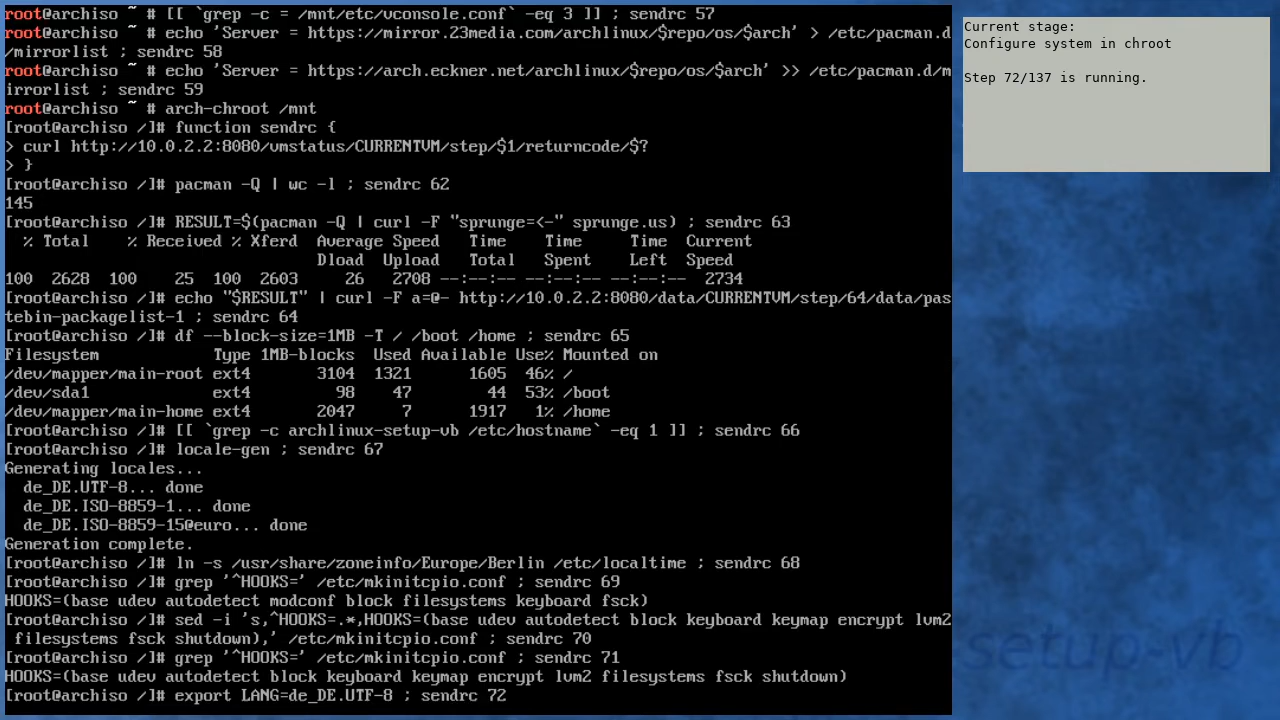 root@archiso ~ # [[ `grep -c = /mnt/etc/vconsole.conf` -eq 3 ]] ; sendrc 57
root@archiso ~ # echo 'Server = https://mirror.23media.com/archlinux/$repo/os/$arch' > /etc/pacman.d
/mirrorlist ; sendrc 58
root@archiso ~ # echo 'Server = https://arch.eckner.net/archlinux/$repo/os/$arch' >> /etc/pacman.d/m
irrorlist ; sendrc 59
root@archiso ~ # arch-chroot /mnt
[root@archiso /]# function sendrc {
> curl http://10.0.2.2:8080/vmstatus/CURRENTVM/step/$1/returncode/$?
> }
[root@archiso /]# pacman -Q | wc -l ; sendrc 62
145
[root@archiso /]# RESULT=$(pacman -Q | curl -F "sprunge=<-" sprunge.us) ; sendrc 63
  % Total    % Received % Xferd  Average Speed   Time    Time     Time  Current
                                 Dload  Upload   Total   Spent    Left  Speed
100  2628  100    25  100  2603     26   2708 --:--:-- --:--:-- --:--:--  2734
[root@archiso /]# echo "$RESULT" | curl -F a=@- http://10.0.2.2:8080/data/CURRENTVM/step/64/data/pas
tebin-packagelist-1 ; sendrc 64
[root@archiso /]# df --block-size=1MB -T / /boot /home ; sendrc 65
Filesystem            Type 1MB-blocks  Used Available Use% Mounted on
/dev/mapper/main-root ext4       3104  1321      1605  46% /
/dev/sda1             ext4         98    47        44  53% /boot
/dev/mapper/main-home ext4       2047     7      1917   1% /home
[root@archiso /]# [[ `grep -c archlinux-setup-vb /etc/hostname` -eq 1 ]] ; sendrc 66
[root@archiso /]# locale-gen ; sendrc 67
Generating locales...
  de_DE.UTF-8... done
  de_DE.ISO-8859-1... done
  de_DE.ISO-8859-15@euro... done
Generation complete.
[root@archiso /]# ln -s /usr/share/zoneinfo/Europe/Berlin /etc/localtime ; sendrc 68
[root@archiso /]# grep '^HOOKS=' /etc/mkinitcpio.conf ; sendrc 69
HOOKS=(base udev autodetect modconf block filesystems keyboard fsck)
[root@archiso /]# sed -i 's,^HOOKS=.*,HOOKS=(base udev autodetect block keyboard keymap encrypt lvm2
 filesystems fsck shutdown),' /etc/mkinitcpio.conf ; sendrc 70
[root@archiso /]# grep '^HOOKS=' /etc/mkinitcpio.conf ; sendrc 71
HOOKS=(base udev autodetect block keyboard keymap encrypt lvm2 filesystems fsck shutdown)
[root@archiso /]# export LANG=de_DE.UTF-8 ; sendrc 72
Current stage:
Configure system in chroot
Step 72/137 is running.
setup-vb